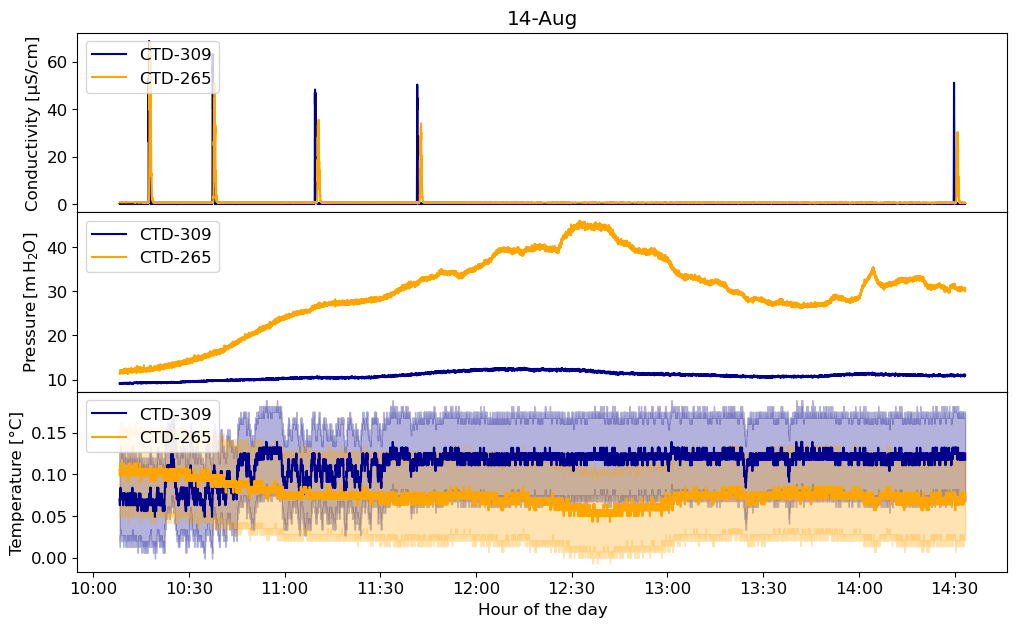 14-Aug
Conductivity [µS/cm]
60
40
20
0
CTD-309
CTD-265
Pressure [m H₂O]
40
30
20
10
CTD-309
CTD-265
Temperature [°C]
0.15
0.10
0.05
0.00
CTD-309
CTD-265
10:00 10:30 11:00 11:30 12:00 12:30 13:00 13:30 14:00 14:30
Hour of the day